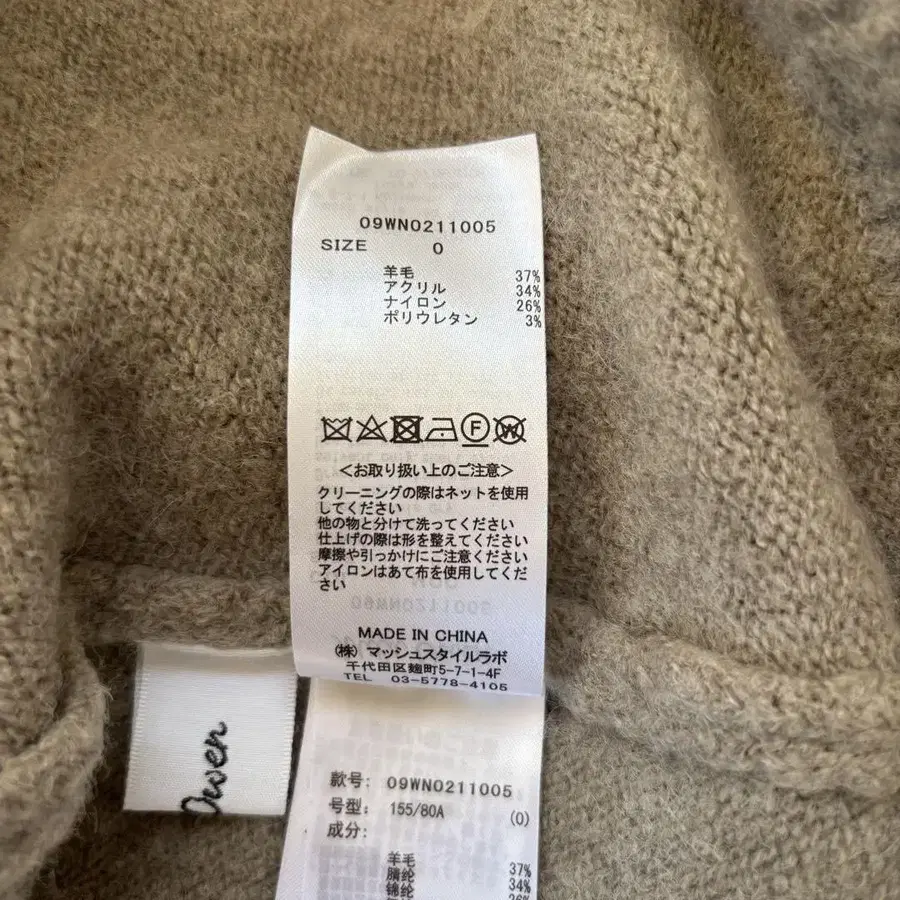 09WN0211005
SIZE 0
羊毛 37%
アクリル 34%
ナイロン 26%
ポリウレタン 3%
F W
<お取り扱い上のご注意>
クリーニングの際はネットを使用
してください
他の物と分けて洗ってください
仕上げの際は形を整えてください
摩擦や引っかけにご注意ください
アイロンはあて布を使用してくだ
さい
MADE IN CHINA
(株) マッシュスタイルラボ
千代田区麹町5-7-1-4F
TEL 03-5778-4105
Owen
款号: 09WN0211005
号型: 155/80A (0)
成分:
羊毛 37%
腈纶 34%
锦纶 26%